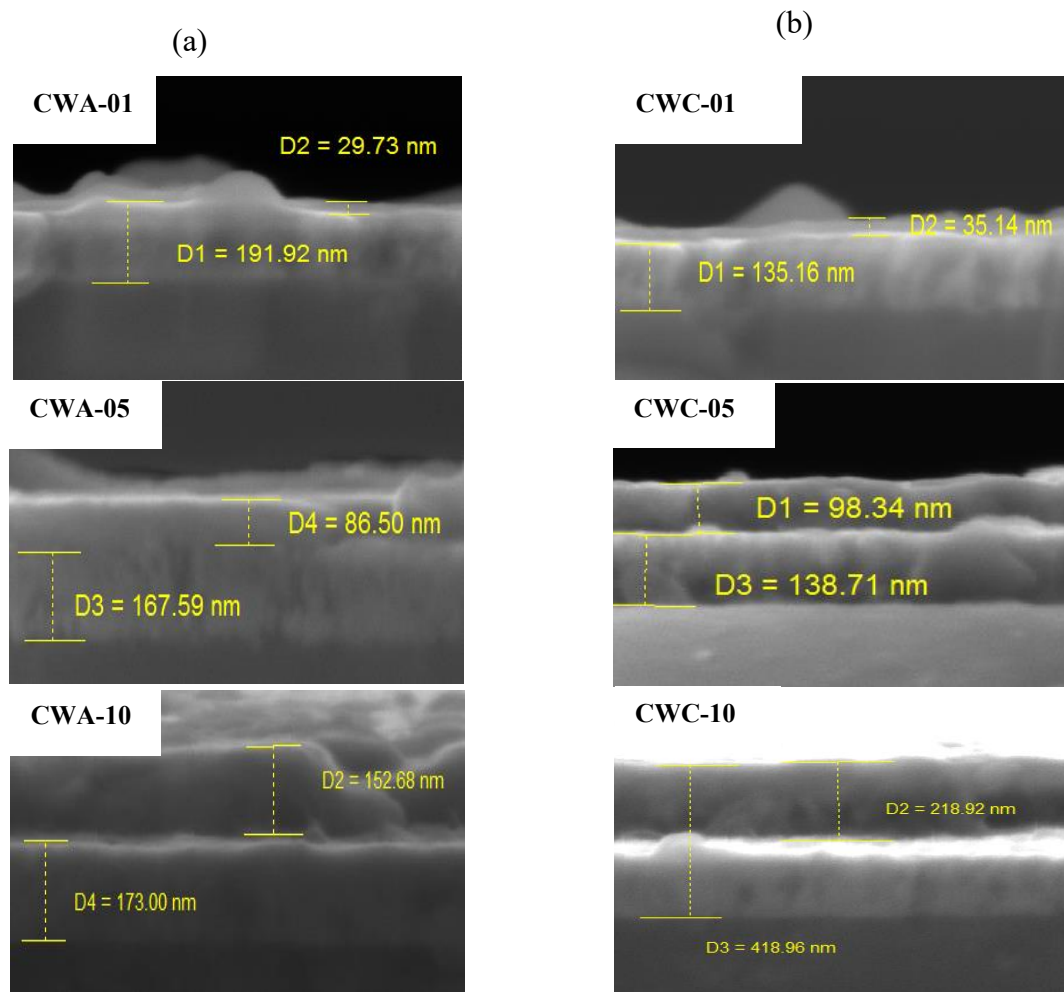 (a)
(b)
CWA-01
D2 = 29.73 nm
D1 = 191.92 nm
CWC-01
D2 = 35.14 nm
D1 = 135.16 nm
CWA-05
D4 = 86.50 nm
D3 = 167.59 nm
CWC-05
D1 = 98.34 nm
D3 = 138.71 nm
CWA-10
D2 = 152.68 nm
D4 = 173.00 nm
CWC-10
D2 = 218.92 nm
D3 = 418.96 nm